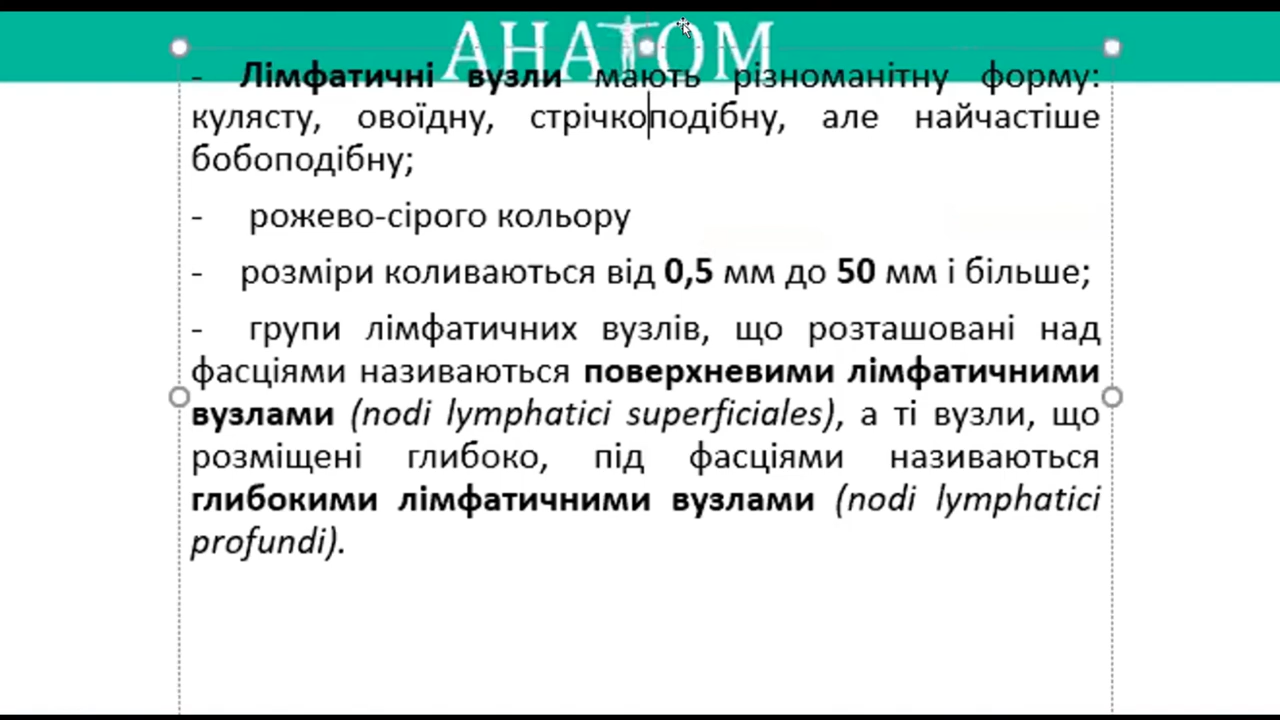 АНАТОМ
- Лімфатичні вузли мають різноманітну форму:
кулясту, овоїдну, стрічкоподібну, але найчастіше
бобоподібну;
- рожево-сірого кольору
- розміри коливаються від 0,5 мм до 50 мм і більше;
- групи лімфатичних вузлів, що розташовані над
фасціями називаються поверхневими лімфатичними
вузлами (nodi lymphatici superficiales), а ті вузли, що
розміщені глибоко, під фасціями називаються
глибокими лімфатичними вузлами (nodi lymphatici
profundi).